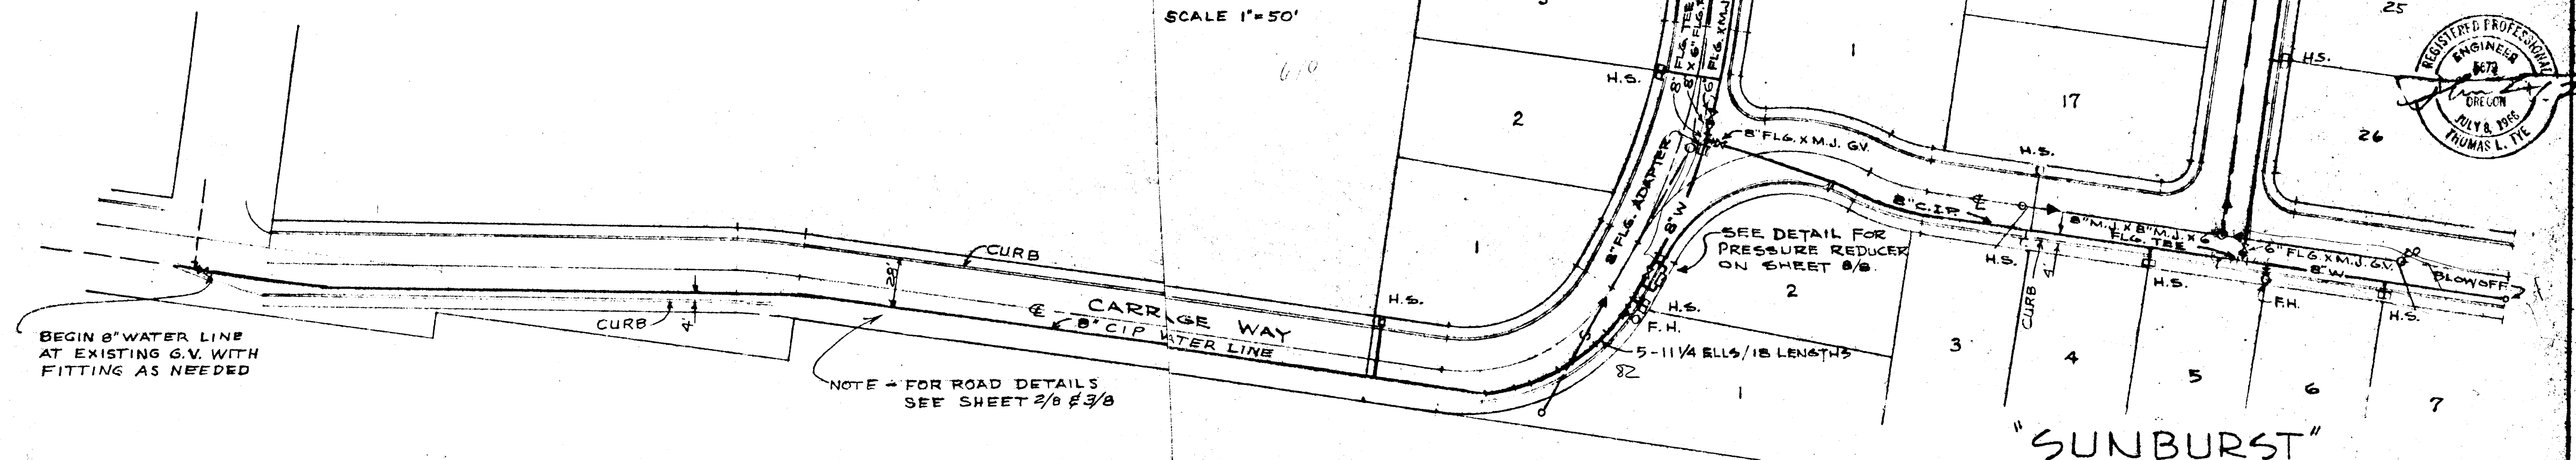 SCALE 1"=50'
2
1
1
17
25
26
H.S.
H.S.
H.S.
REGISTERED PROFESSIONAL
ENGINEER
OREGON
JULY 8, 1966
THOMAS L. TYE
8" FLG. X M.J. G.V.
8" FLG. ADAPTER
8" W
8" C.I.P.
℄
8" M.J. X 8" M.J. X 6"
FLG. TEE
6" FLG. X M.J. G.V.
8" W
BLOWOFF
SEE DETAIL FOR
PRESSURE REDUCER
ON SHEET 8/8.
2
H.S.
F.H.
5-11 1/4 ELLS/18 LENGTHS
S
1
H.S.
CURB
4'
H.S.
F.H.
H.S.
3
4
5
6
7
CURB
28'
℄
CARRIAGE WAY
8" CIP WATER LINE
H.S.
CURB
4'
BEGIN 8" WATER LINE
AT EXISTING G.V. WITH
FITTING AS NEEDED
NOTE - FOR ROAD DETAILS
SEE SHEET 2/8 & 3/8
"SUNBURST"